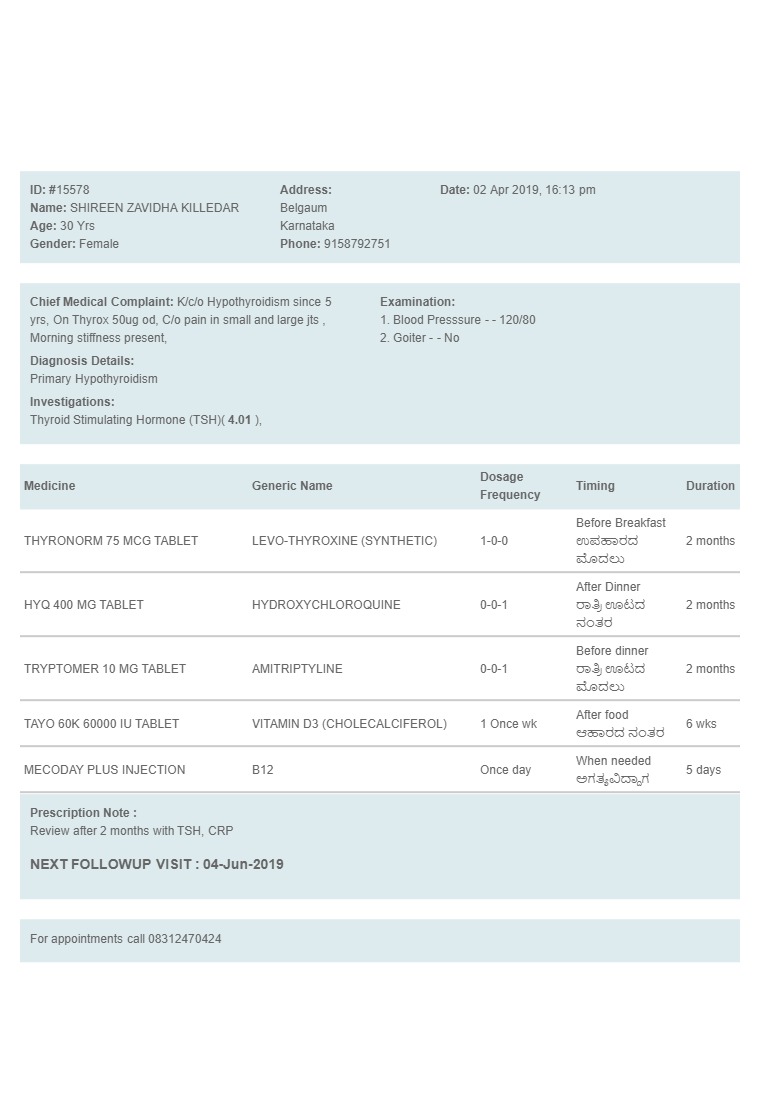 ID: #15578
Name: SHIREEN ZAVIDHA KILLEDAR
Age: 30 Yrs
Gender: Female
Address:
Belgaum
Karnataka
Phone: 9158792751
Date: 02 Apr 2019, 16:13 pm
Chief Medical Complaint: K/c/o Hypothyroidism since 5
yrs, On Thyrox 50ug od, C/o pain in small and large jts ,
Morning stiffness present,
Diagnosis Details:
Primary Hypothyroidism
Investigations:
Thyroid Stimulating Hormone (TSH)( 4.01 ),
Examination:
1. Blood Presssure - - 120/80
2. Goiter - - No
Medicine Generic Name Dosage Frequency Timing Duration
THYRONORM 75 MCG TABLET LEVO-THYROXINE (SYNTHETIC) 1-0-0 Before Breakfast 2 months
ಉಪಹಾರದ
ಮೊದಲು
HYQ 400 MG TABLET HYDROXYCHLOROQUINE 0-0-1 After Dinner 2 months
ರಾತ್ರಿ ಊಟದ
ನಂತರ
TRYPTOMER 10 MG TABLET AMITRIPTYLINE 0-0-1 Before dinner 2 months
ರಾತ್ರಿ ಊಟದ
ಮೊದಲು
TAYO 60K 60000 IU TABLET VITAMIN D3 (CHOLECALCIFEROL) 1 Once wk After food 6 wks
ಆಹಾರದ ನಂತರ
MECODAY PLUS INJECTION B12 Once day When needed 5 days
ಅಗತ್ಯವಿದ್ದಾಗ
Prescription Note :
Review after 2 months with TSH, CRP
NEXT FOLLOWUP VISIT : 04-Jun-2019
For appointments call 08312470424